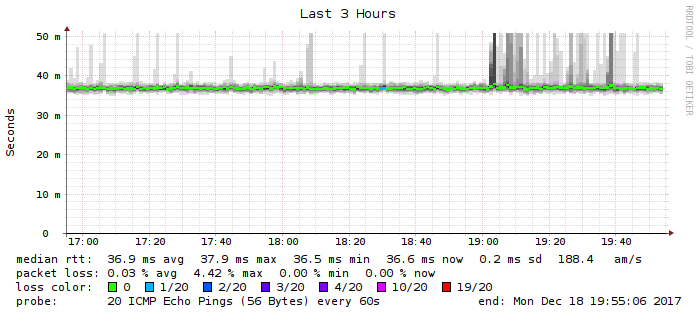 Last 3 Hours
RRDTOOL / TOBI OETIKER
Seconds
50 m
40 m
30 m
20 m
10 m
0
17:00 17:20 17:40 18:00 18:20 18:40 19:00 19:20 19:40
median rtt: 36.9 ms avg 37.9 ms max 36.5 ms min 36.6 ms now 0.2 ms sd 188.4 am/s
packet loss: 0.03 % avg 4.42 % max 0.00 % min 0.00 % now
loss color: 0 1/20 2/20 3/20 4/20 10/20 19/20
probe: 20 ICMP Echo Pings (56 Bytes) every 60s end: Mon Dec 18 19:55:06 2017